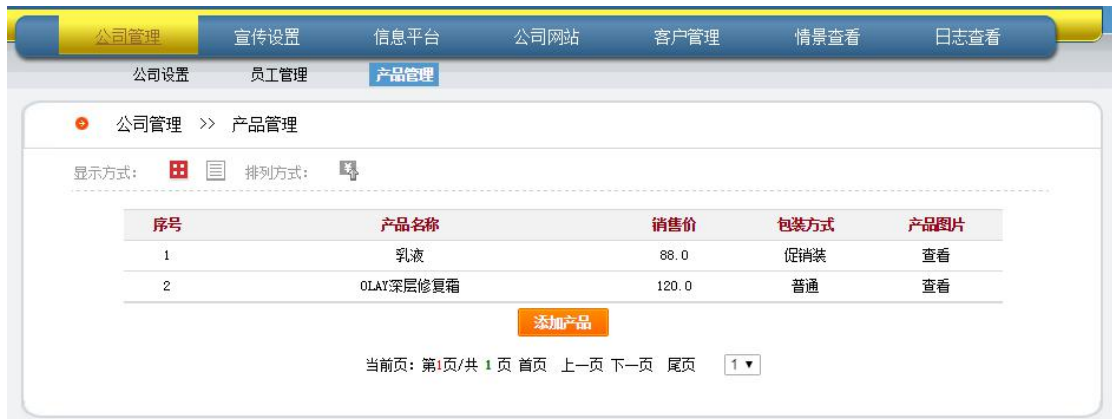 公司管理 宣传设置 信息平台 公司网站 客户管理 情景查看 日志查看
公司设置 员工管理 产品管理
公司管理 >> 产品管理
显示方式： 排列方式： ¥
序号 产品名称 销售价 包装方式 产品图片
1 乳液 88.0 促销装 查看
2 OLAY深层修复霜 120.0 普通 查看
添加产品
当前页：第1页/共 1 页 首页 上一页 下一页 尾页 1